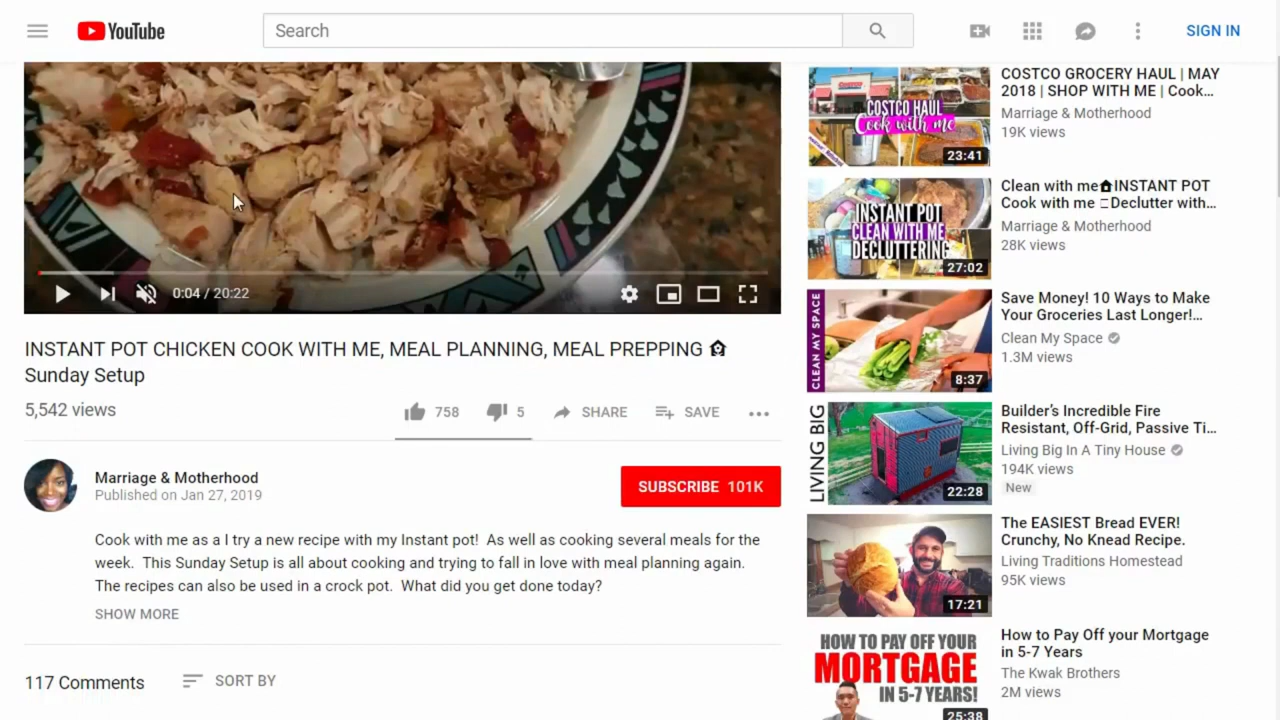 YouTube
Search
SIGN IN
0:04 / 20:22
INSTANT POT CHICKEN COOK WITH ME, MEAL PLANNING, MEAL PREPPING
Sunday Setup
5,542 views
758
5
SHARE
SAVE
Marriage & Motherhood
Published on Jan 27, 2019
SUBSCRIBE 101K
Cook with me as a I try a new recipe with my Instant pot! As well as cooking several meals for the
week. This Sunday Setup is all about cooking and trying to fall in love with meal planning again.
The recipes can also be used in a crock pot. What did you get done today?
SHOW MORE
117 Comments
SORT BY
COSTCO HAUL
Cook with me
23:41
COSTCO GROCERY HAUL | MAY
2018 | SHOP WITH ME | Cook...
Marriage & Motherhood
19K views
INSTANT POT
CLEAN WITH ME
DECLUTTERING
27:02
Clean with me INSTANT POT
Cook with me Declutter with...
Marriage & Motherhood
28K views
CLEAN MY SPACE
8:37
Save Money! 10 Ways to Make
Your Groceries Last Longer!...
Clean My Space
1.3M views
LIVING BIG
22:28
Builder's Incredible Fire
Resistant, Off-Grid, Passive Ti...
Living Big In A Tiny House
194K views
New
17:21
The EASIEST Bread EVER!
Crunchy, No Knead Recipe.
Living Traditions Homestead
95K views
HOW TO PAY OFF YOUR
MORTGAGE
IN 5-7 YEARS!
25:38
How to Pay Off your Mortgage
in 5-7 Years
The Kwak Brothers
2M views